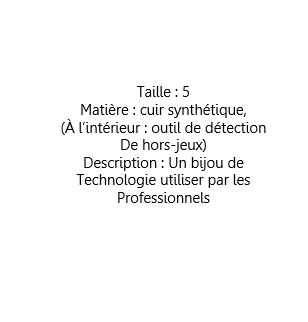 Taille : 5
Matière : cuir synthétique,
(À l'intérieur : outil de détection
De hors-jeux)
Description : Un bijou de
Technologie utiliser par les
Professionnels